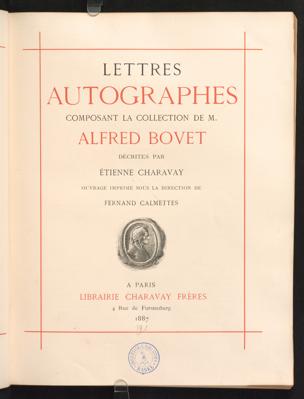 LETTRES
AUTOGRAPHES
COMPOSANT LA COLLECTION DE M.
ALFRED BOVET
DÉCRITES PAR
ÉTIENNE CHARAVAY
OUVRAGE IMPRIMÉ SOUS LA DIRECTION DE
FERNAND CALMETTES
A PARIS
LIBRAIRIE CHARAVAY FRÈRES
4 Rue de Furstenberg
1887